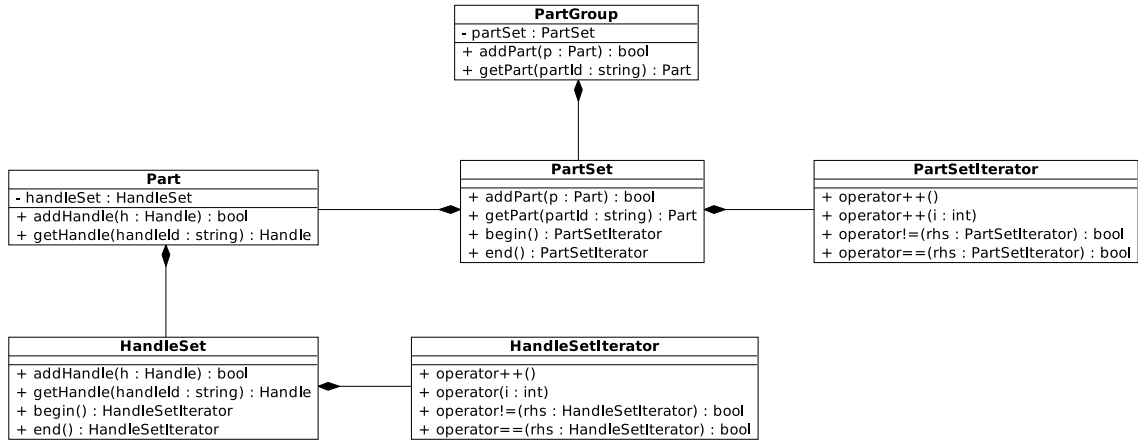 PartGroup
- partSet : PartSet
+ addPart(p : Part) : bool
+ getPart(partId : string) : Part
Part
- handleSet : HandleSet
+ addHandle(h : Handle) : bool
+ getHandle(handleId : string) : Handle
PartSet
+ addPart(p : Part) : bool
+ getPart(partId : string) : Part
+ begin() : PartSetIterator
+ end() : PartSetIterator
PartSetIterator
+ operator++()
+ operator++(i : int)
+ operator!=(rhs : PartSetIterator) : bool
+ operator==(rhs : PartSetIterator) : bool
HandleSet
+ addHandle(h : Handle) : bool
+ getHandle(handleId : string) : Handle
+ begin() : HandleSetIterator
+ end() : HandleSetIterator
HandleSetIterator
+ operator++()
+ operator(i : int)
+ operator!=(rhs : HandleSetIterator) : bool
+ operator==(rhs : HandleSetIterator) : bool